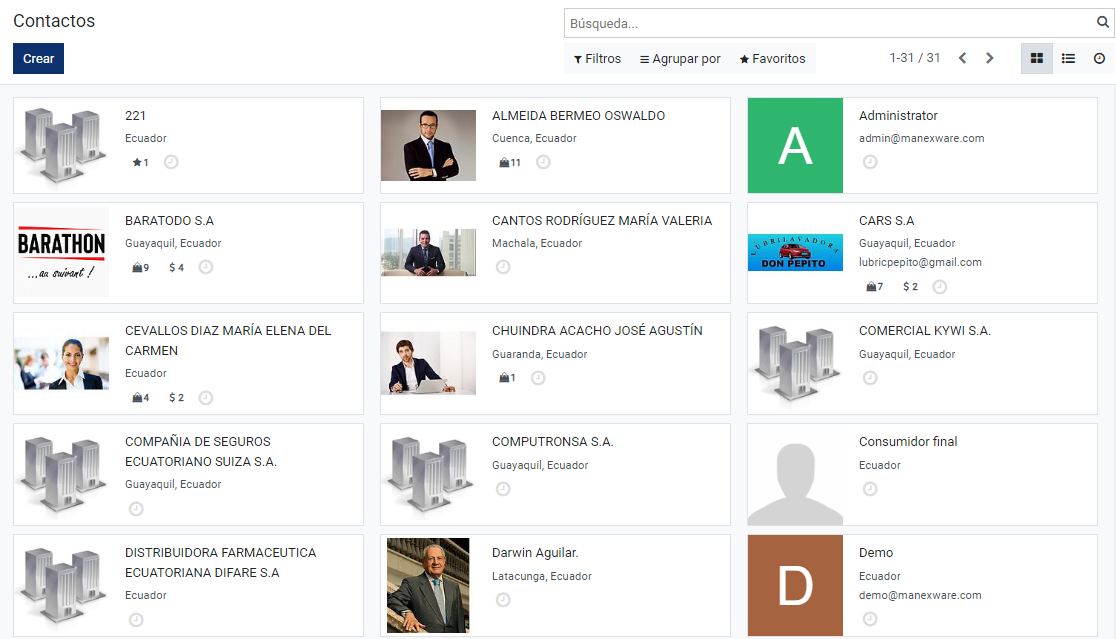 Contactos
Búsqueda...
Crear
Filtros
Agrupar por
Favoritos
1-31 / 31
221
Ecuador
1
ALMEIDA BERMEO OSWALDO
Cuenca, Ecuador
11
A
Administrator
admin@manexware.com
BARATHON
...au suivant !
BARATODO S.A
Guayaquil, Ecuador
9 $ 4
CANTOS RODRÍGUEZ MARÍA VALERIA
Machala, Ecuador
LUBRILAVADORA
DON PEPITO
CARS S.A
Guayaquil, Ecuador
lubricpepito@gmail.com
7 $ 2
CEVALLOS DIAZ MARÍA ELENA DEL
CARMEN
Ecuador
4 $ 2
CHUINDRA ACACHO JOSÉ AGUSTÍN
Guaranda, Ecuador
1
COMERCIAL KYWI S.A.
Guayaquil, Ecuador
COMPAÑIA DE SEGUROS
ECUATORIANO SUIZA S.A.
Guayaquil, Ecuador
COMPUTRONSA S.A.
Guayaquil, Ecuador
Consumidor final
Ecuador
DISTRIBUIDORA FARMACEUTICA
ECUATORIANA DIFARE S.A
Ecuador
Darwin Aguilar.
Latacunga, Ecuador
D
Demo
Ecuador
demo@manexware.com